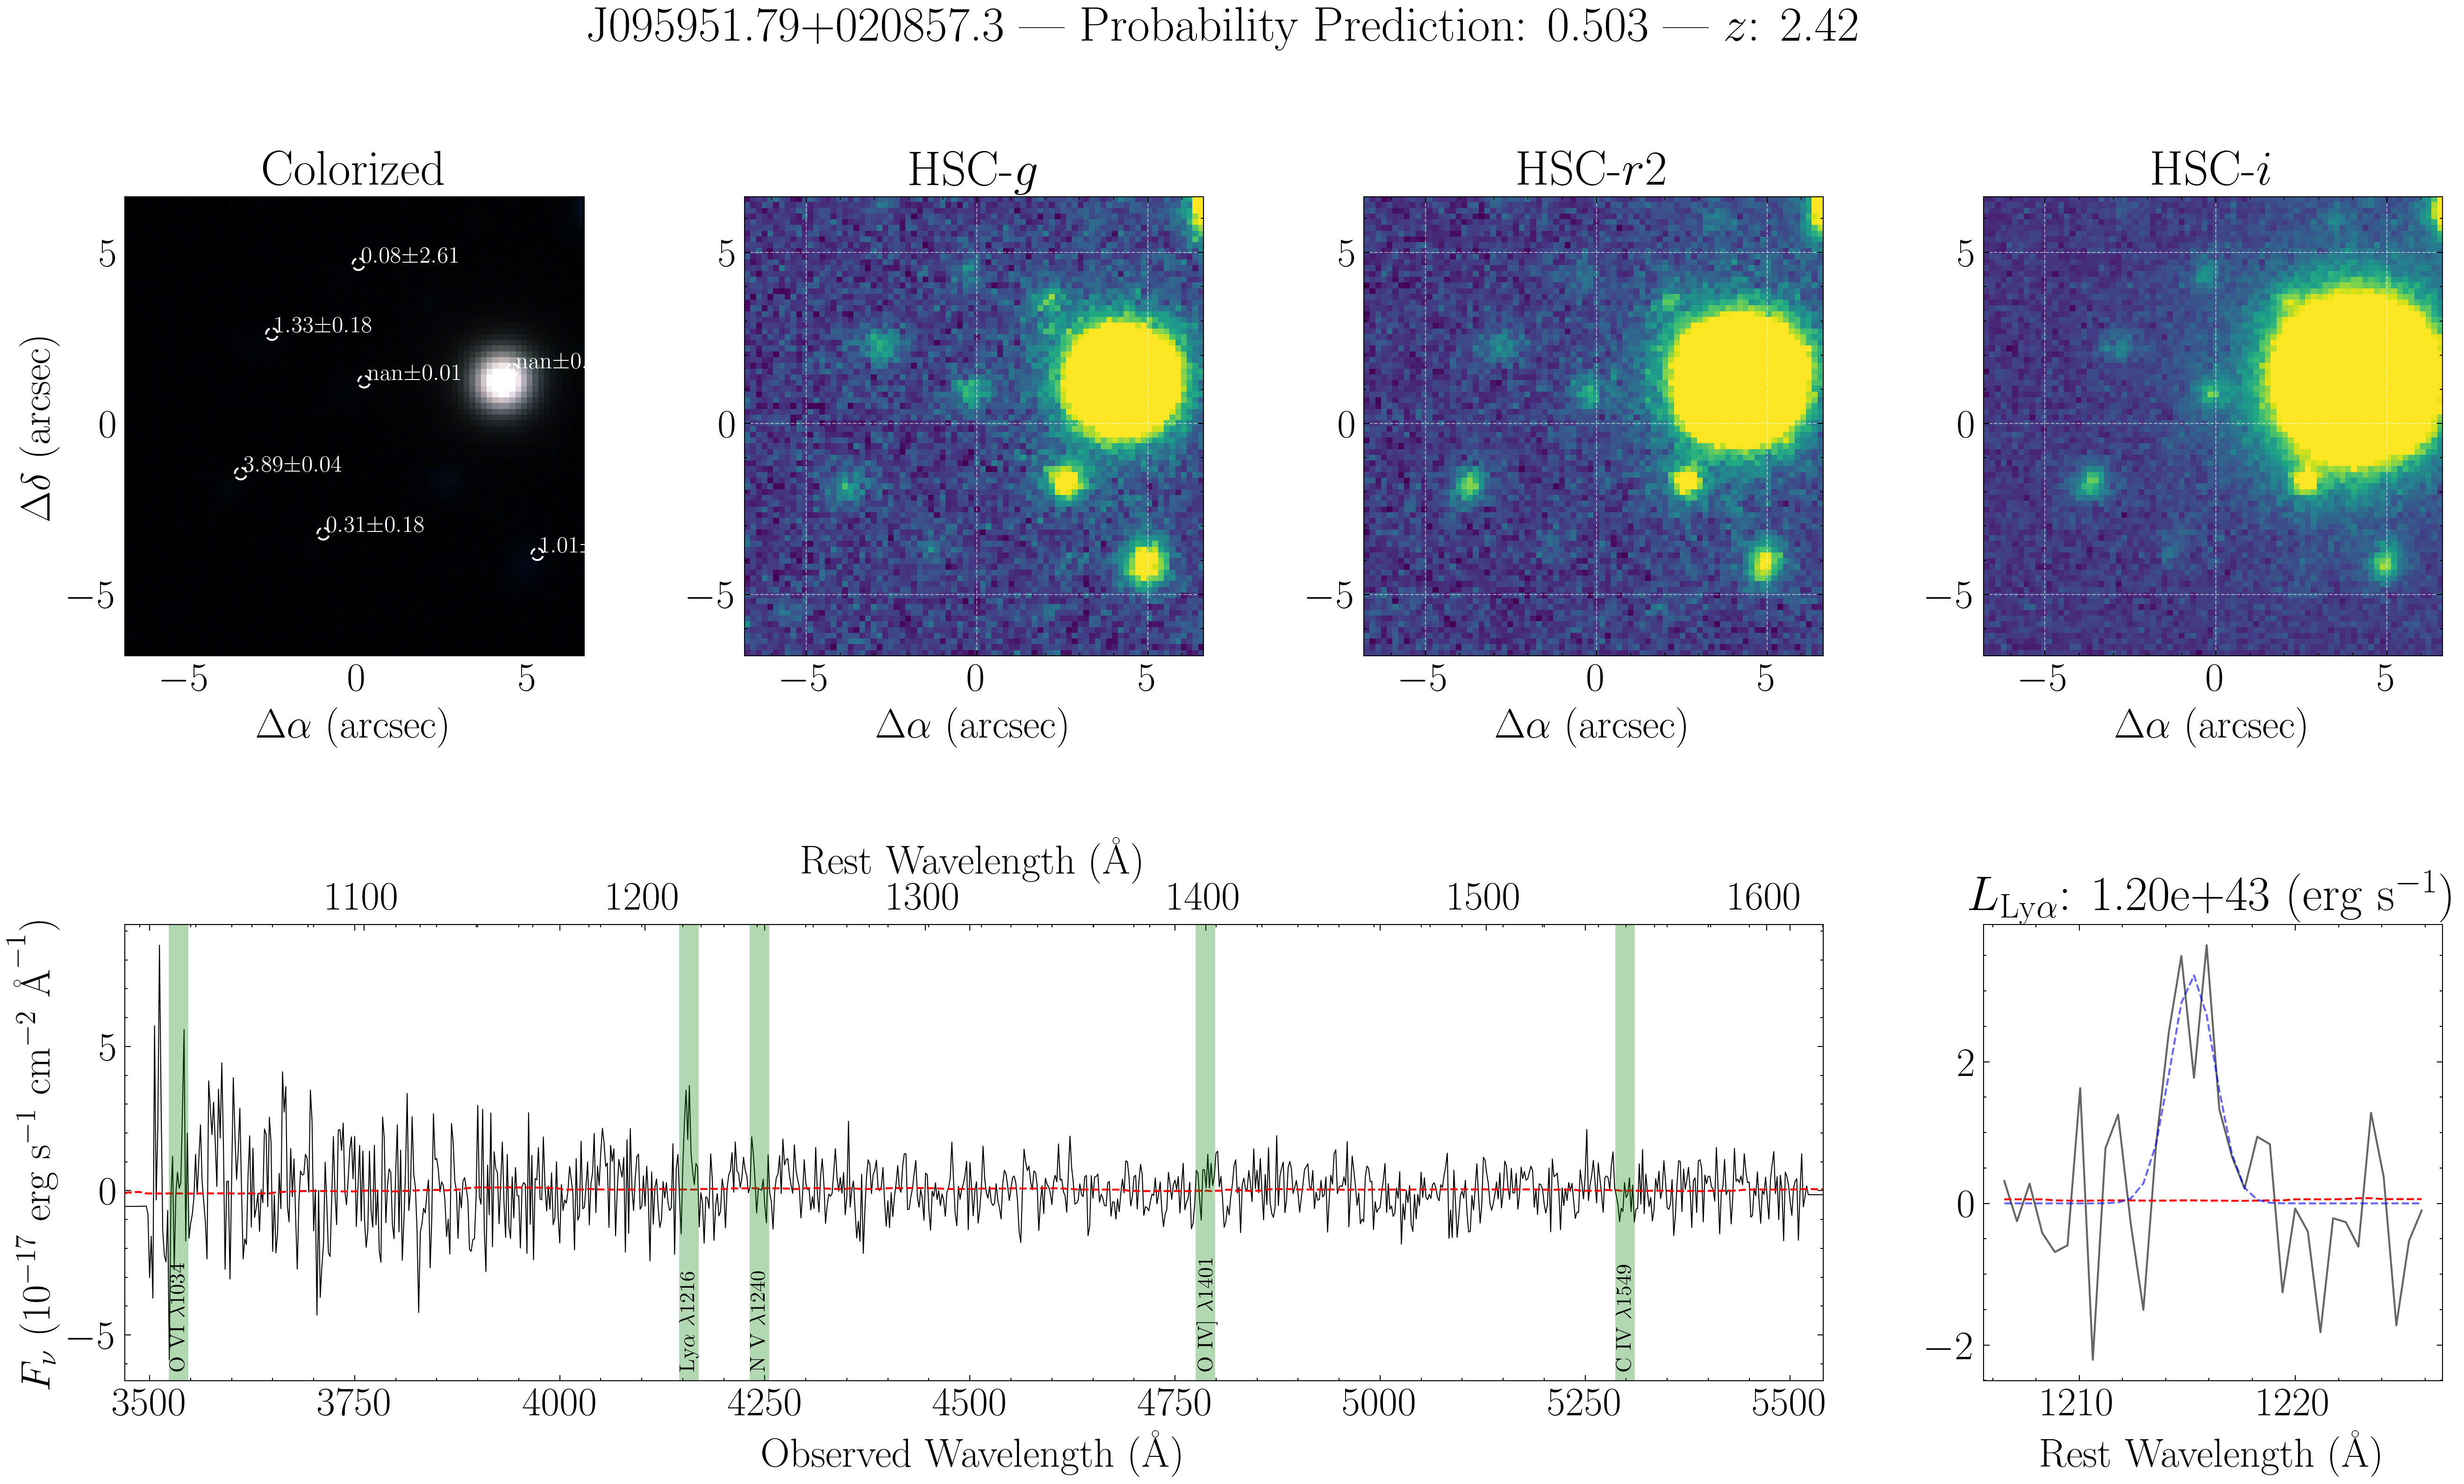 J095951.79+020857.3 — Probability Prediction: 0.503 — z: 2.42
Colorized
HSC-g
HSC-r2
HSC-i
0.08±2.61
1.33±0.18
nan±0.01
nan±0.
3.89±0.04
0.31±0.18
1.01±
5
0
−5
−5 0 5
Δα (arcsec)
Δδ (arcsec)
5
0
−5
−5 0 5
Δα (arcsec)
5
0
−5
−5 0 5
Δα (arcsec)
5
0
−5
−5 0 5
Δα (arcsec)
Rest Wavelength (Å)
1100 1200 1300 1400 1500 1600
F_ν (10⁻¹⁷ erg s⁻¹ cm⁻² Å⁻¹)
5
0
−5
O VI λ1034
Lyα λ1216
N V λ1240
O IV] λ1401
C IV λ1549
3500 3750 4000 4250 4500 4750 5000 5250 5500
Observed Wavelength (Å)
L_Lyα: 1.20e+43 (erg s⁻¹)
2
0
−2
1210 1220
Rest Wavelength (Å)